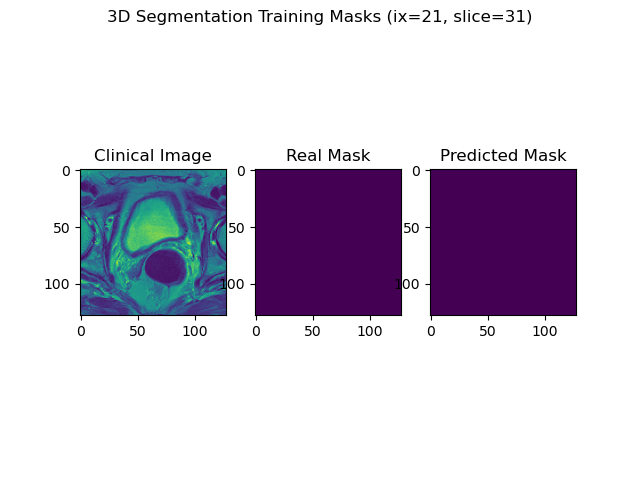 3D Segmentation Training Masks (ix=21, slice=31)
Clinical Image Real Mask Predicted Mask
0 0 0
50 50 50
100 100 100
0 50 100 0 50 100 0 50 100